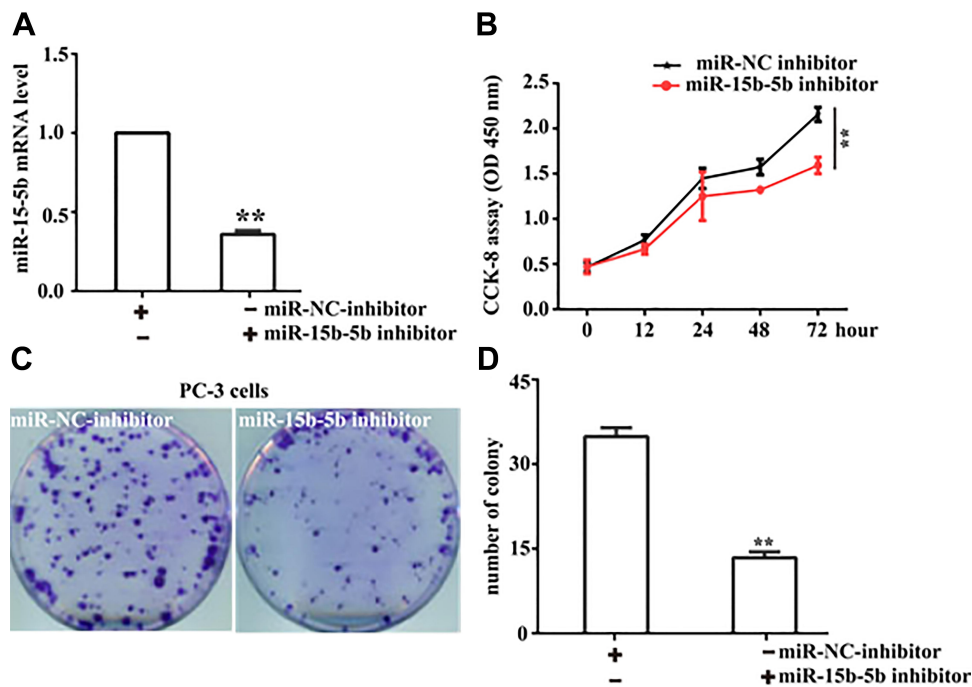 A
1.5
1.0
0.5
0.0
miR-15-5b mRNA level
**
+ − miR-NC-inhibitor
− + miR-15b-5b inhibitor
B
miR-NC inhibitor
miR-15b-5b inhibitor
2.5
2.0
1.5
1.0
0.5
0.0
CCK-8 assay (OD 450 nm)
**
0 12 24 48 72 hour
C
PC-3 cells
miR-NC-inhibitor miR-15b-5b inhibitor
D
45
30
15
0
number of colony
**
+ − miR-NC-inhibitor
− + miR-15b-5b inhibitor